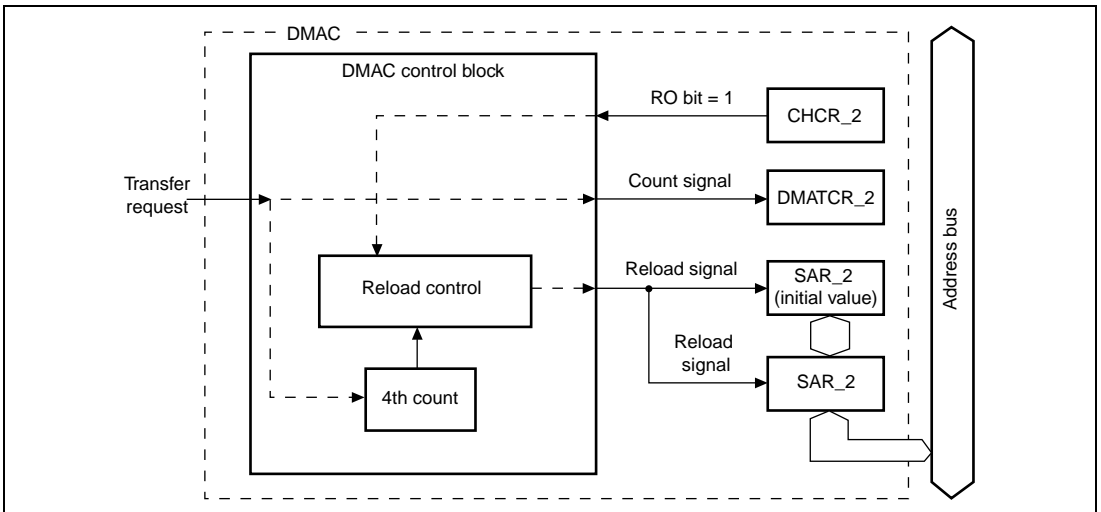 DMAC
DMAC control block
RO bit = 1
CHCR_2
Transfer
request
Count signal
DMATCR_2
Reload control
Reload signal
SAR_2
(initial value)
Reload
signal
SAR_2
4th count
Address bus